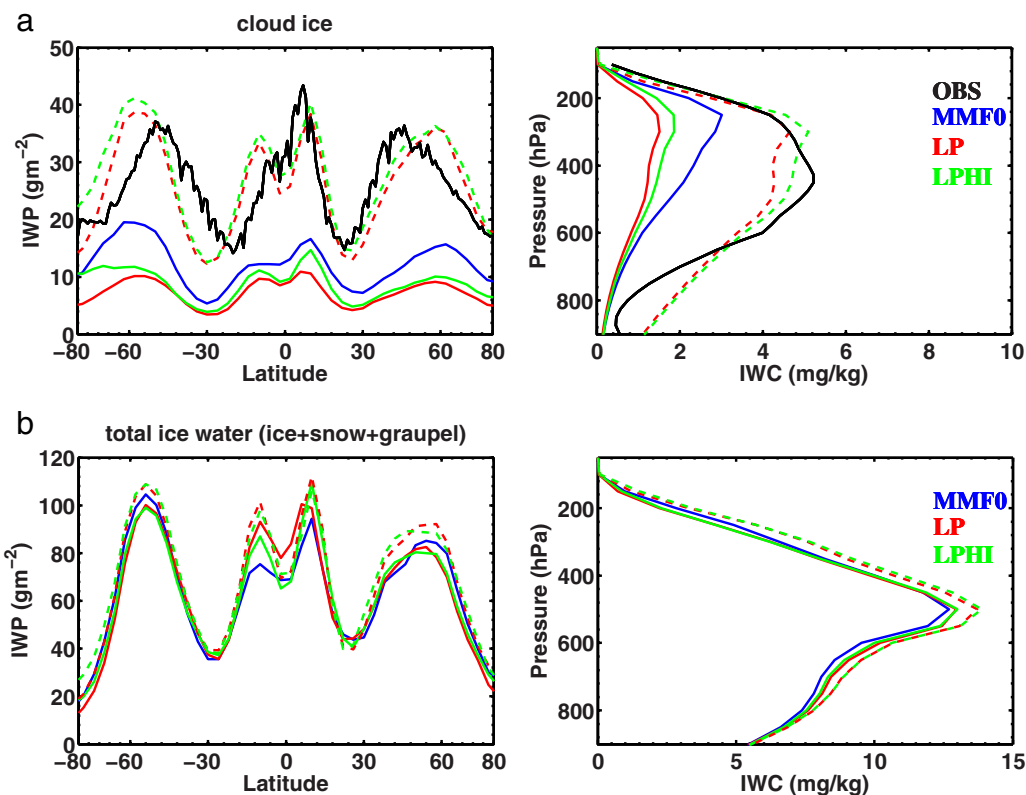 a
cloud ice
50
40
30
20
10
0
IWP (gm⁻²)
−80 −60 −30 0 30 60 80
Latitude
200
400
600
800
Pressure (hPa)
0 2 4 6 8 10
IWC (mg/kg)
OBS
MMF0
LP
LPHI
b
total ice water (ice+snow+graupel)
120
100
80
60
40
20
0
IWP (gm⁻²)
−80 −60 −30 0 30 60 80
Latitude
200
400
600
800
Pressure (hPa)
0 5 10 15
IWC (mg/kg)
MMF0
LP
LPHI